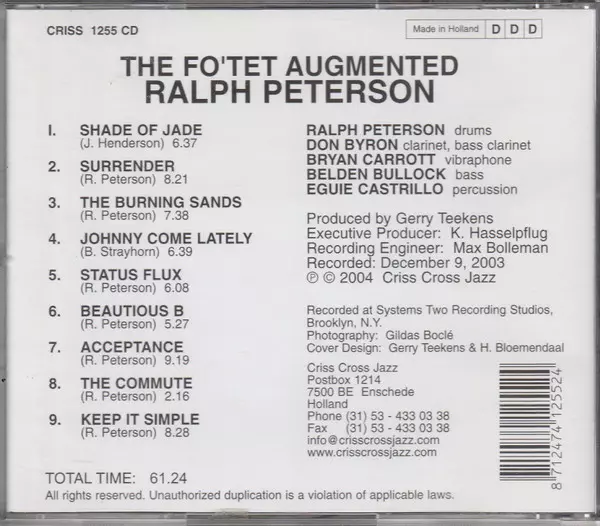 CRISS 1255 CD
Made in Holland D D D
THE FO'TET AUGMENTED
RALPH PETERSON
1. SHADE OF JADE
(J. Henderson) 6.37
2. SURRENDER
(R. Peterson) 8.21
3. THE BURNING SANDS
(R. Peterson) 7.38
4. JOHNNY COME LATELY
(B. Strayhorn) 6.39
5. STATUS FLUX
(R. Peterson) 6.08
6. BEAUTIOUS B
(R. Peterson) 5.27
7. ACCEPTANCE
(R. Peterson) 9.19
8. THE COMMUTE
(R. Peterson) 2.16
9. KEEP IT SIMPLE
(R. Peterson) 8.28
TOTAL TIME: 61.24
All rights reserved. Unauthorized duplication is a violation of applicable laws.
RALPH PETERSON drums
DON BYRON clarinet, bass clarinet
BRYAN CARROTT vibraphone
BELDEN BULLOCK bass
EGUIE CASTRILLO percussion
Produced by Gerry Teekens
Executive Producer: K. Hasselpflug
Recording Engineer: Max Bolleman
Recorded: December 9, 2003
℗ © 2004 Criss Cross Jazz
Recorded at Systems Two Recording Studios,
Brooklyn, N.Y.
Photography: Gildas Boclé
Cover Design: Gerry Teekens & H. Bloemendaal
Criss Cross Jazz
Postbox 1214
7500 BE Enschede
Holland
Phone (31) 53 - 433 03 38
Fax (31) 53 - 433 03 38
info@crisscrossjazz.com
www.crisscrossjazz.com
8 712474 125524